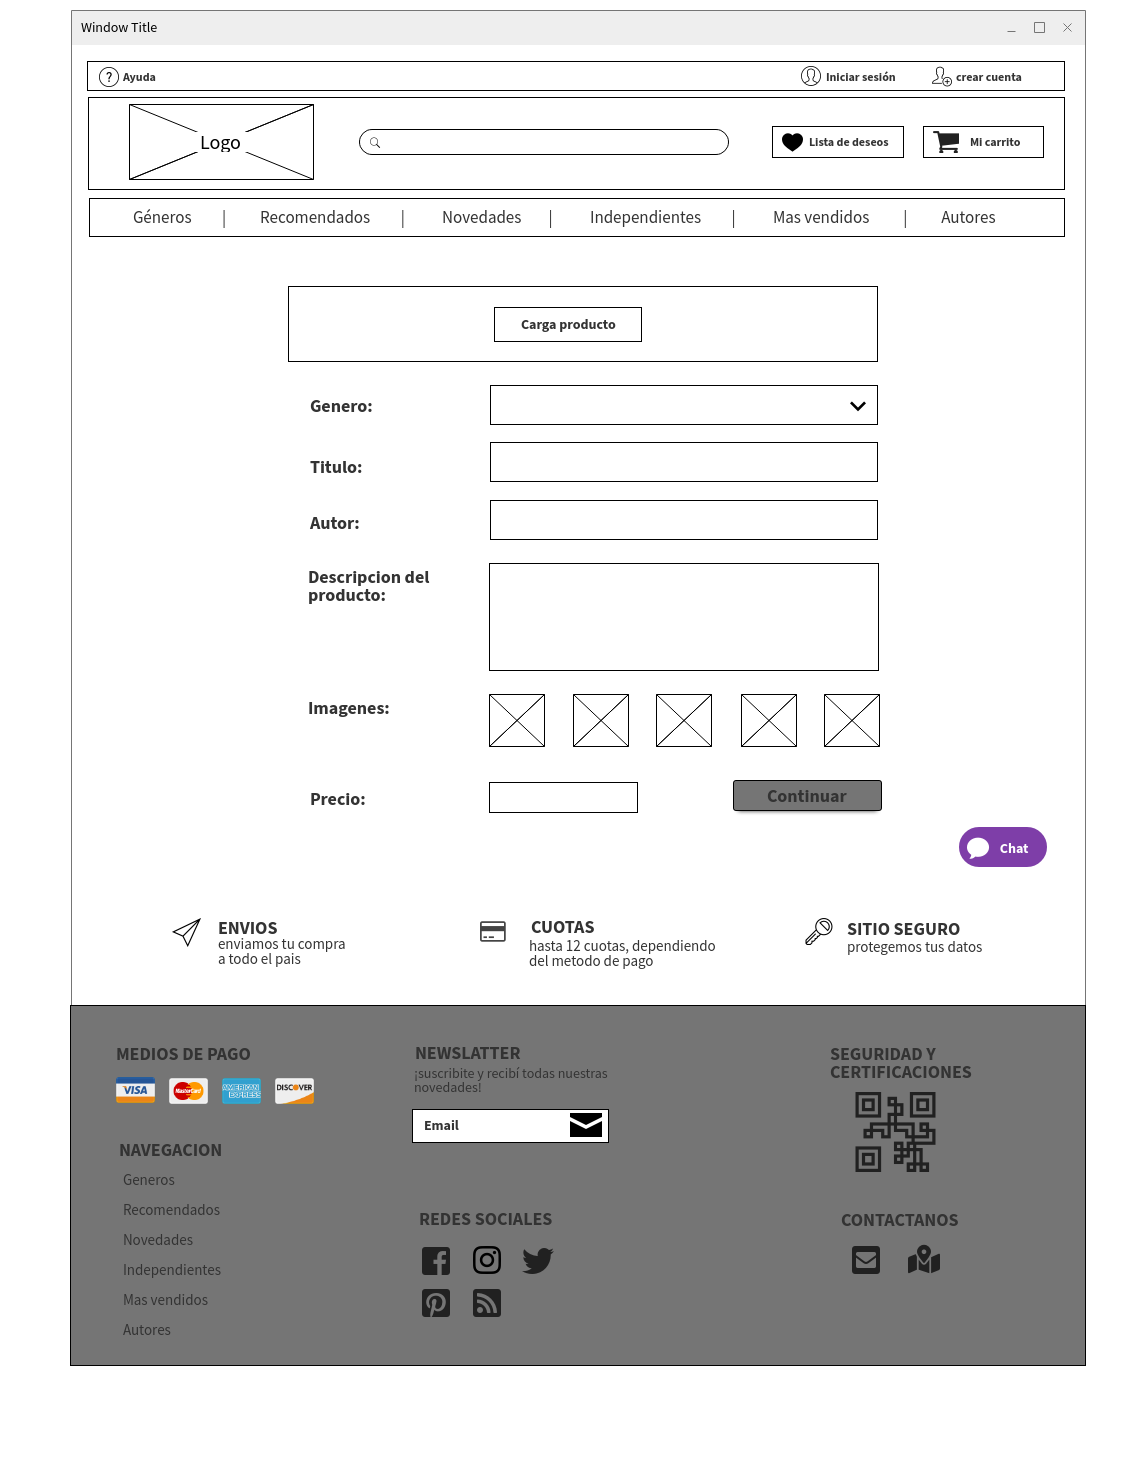 Window Title
Ayuda
Iniciar sesión
crear cuenta
Logo
Lista de deseos
Mi carrito
Géneros | Recomendados | Novedades | Independientes | Mas vendidos | Autores
Carga producto
Genero:
Titulo:
Autor:
Descripcion del
producto:
Imagenes:
Precio:
Continuar
Chat
ENVIOS
enviamos tu compra
a todo el pais
CUOTAS
hasta 12 cuotas, dependiendo
del metodo de pago
SITIO SEGURO
protegemos tus datos
MEDIOS DE PAGO
VISA
MasterCard
AMERICAN
EXPRESS
DISCOVER
NAVEGACION
Generos
Recomendados
Novedades
Independientes
Mas vendidos
Autores
NEWSLATTER
¡suscribite y recibí todas nuestras
novedades!
Email
REDES SOCIALES
SEGURIDAD Y
CERTIFICACIONES
CONTACTANOS